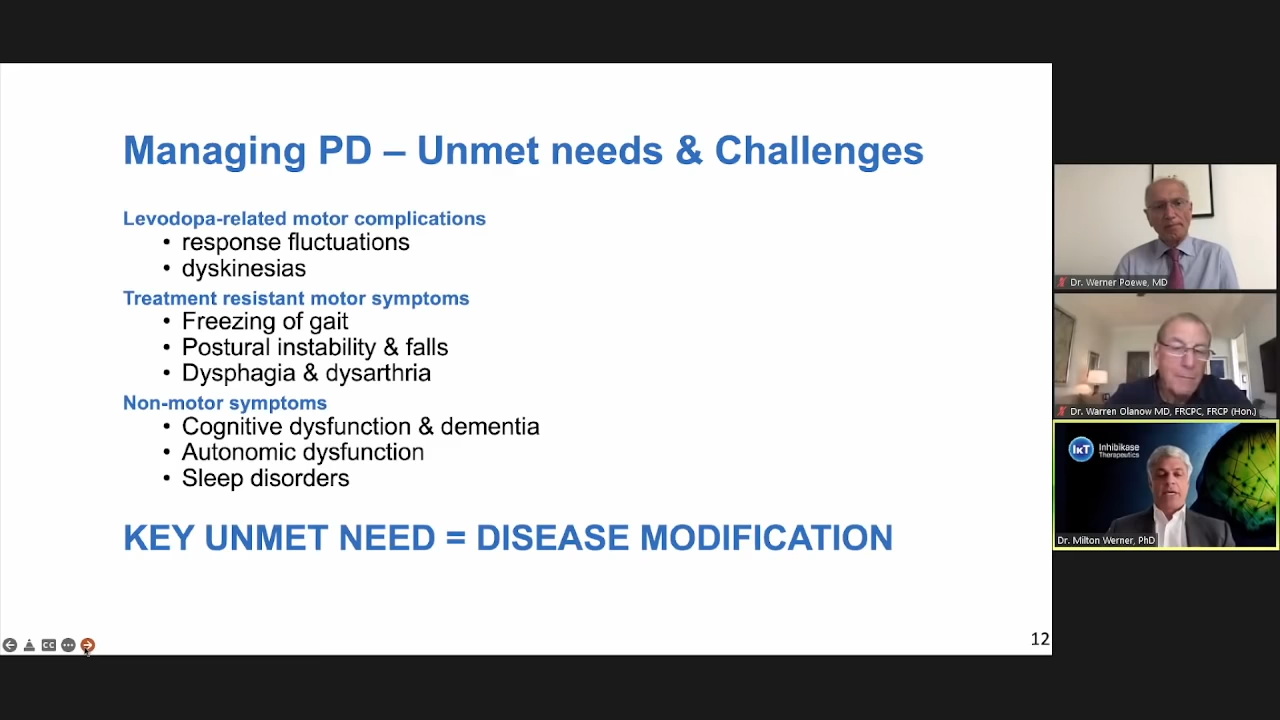 Managing PD – Unmet needs & Challenges
Levodopa-related motor complications
• response fluctuations
• dyskinesias
Treatment resistant motor symptoms
• Freezing of gait
• Postural instability & falls
• Dysphagia & dysarthria
Non-motor symptoms
• Cognitive dysfunction & dementia
• Autonomic dysfunction
• Sleep disorders
KEY UNMET NEED = DISEASE MODIFICATION
CC
12
Dr. Werner Poewe, MD
Dr. Warren Olanow MD, FRCPC, FRCP (Hon.)
IKT
Inhibikase
Therapeutics
Dr. Milton Werner, PhD